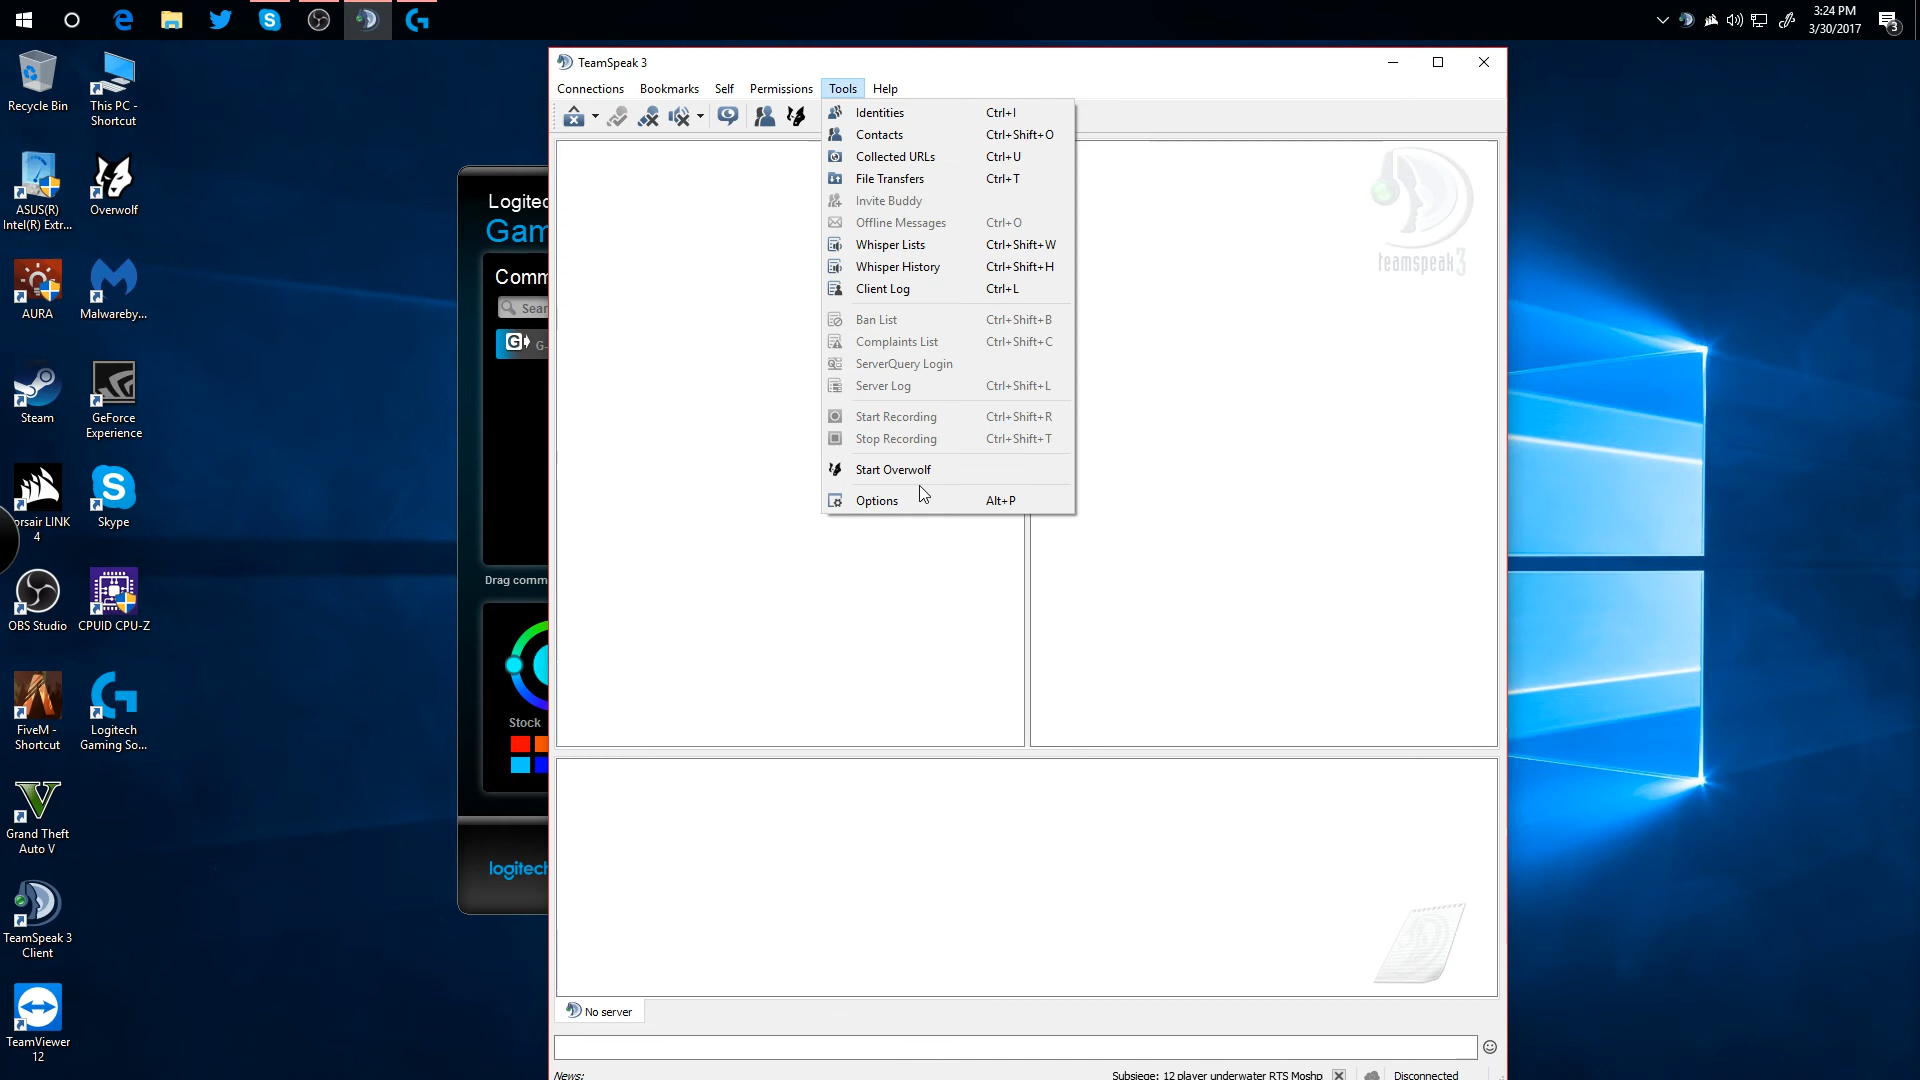 3:24 PM
3/30/2017
3
Recycle Bin
This PC -
Shortcut
ASUS(R)
Intel(R) Extr...
Overwolf
AURA
Malwareby...
Steam
GeForce
Experience
orsair LINK
4
Skype
OBS Studio
CPUID CPU-Z
FiveM -
Shortcut
Logitech
Gaming So...
Grand Theft
Auto V
TeamSpeak 3
Client
TeamViewer
12
Logitec
Gam
Comm
Sear
G-
Drag comm
Stock
logitech
TeamSpeak 3
Connections Bookmarks Self Permissions Tools Help
Identities Ctrl+I
Contacts Ctrl+Shift+O
Collected URLs Ctrl+U
File Transfers Ctrl+T
Invite Buddy
Offline Messages Ctrl+O
Whisper Lists Ctrl+Shift+W
Whisper History Ctrl+Shift+H
Client Log Ctrl+L
Ban List Ctrl+Shift+B
Complaints List Ctrl+Shift+C
ServerQuery Login
Server Log Ctrl+Shift+L
Start Recording Ctrl+Shift+R
Stop Recording Ctrl+Shift+T
Start Overwolf
Options Alt+P
teamspeak 3
No server
News: Subsiege: 12 player underwater RTS Moshp Disconnected